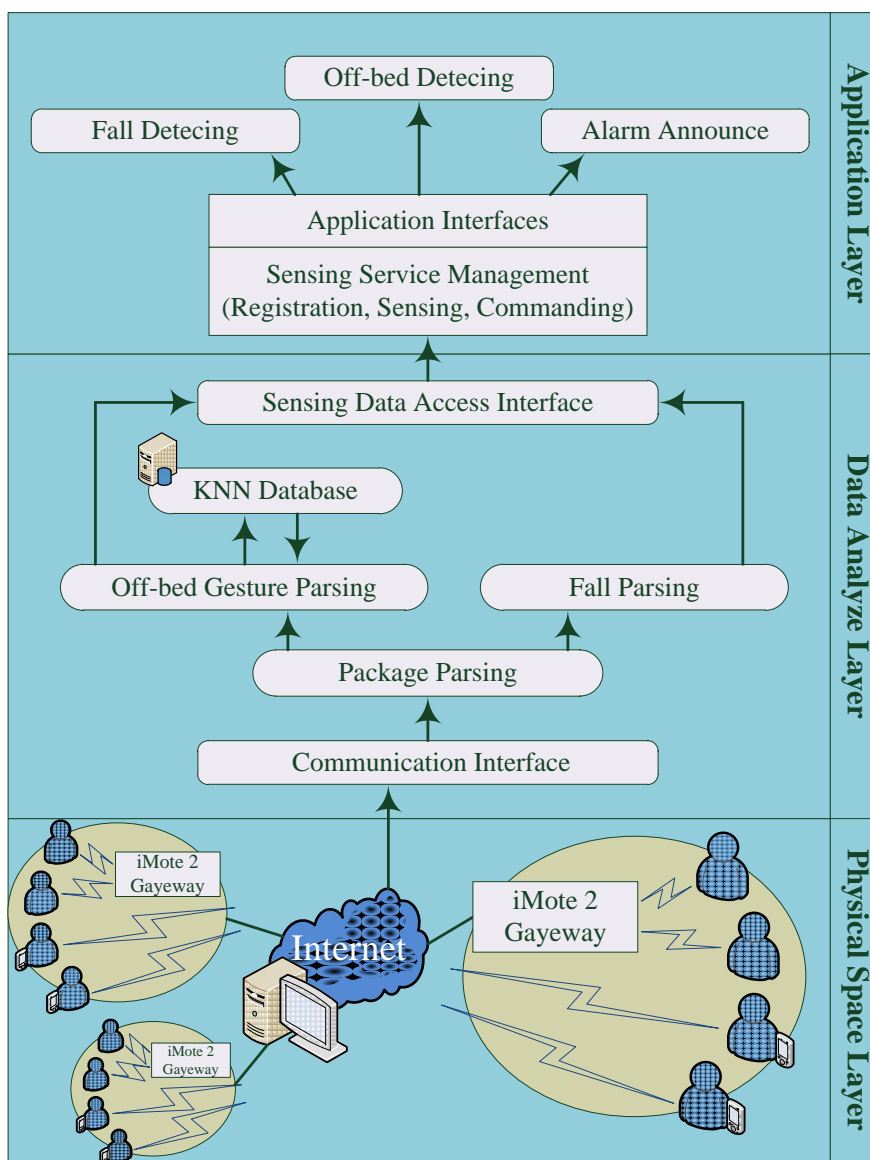 Off-bed Detecing
Fall Detecing
Alarm Announce
Application Interfaces
Sensing Service Management
(Registration, Sensing, Commanding)
Application Layer
Sensing Data Access Interface
KNN Database
Off-bed Gesture Parsing
Fall Parsing
Package Parsing
Communication Interface
Data Analyze Layer
iMote 2
Gayeway
iMote 2
Gayeway
Internet
iMote 2
Gayeway
Physical Space Layer